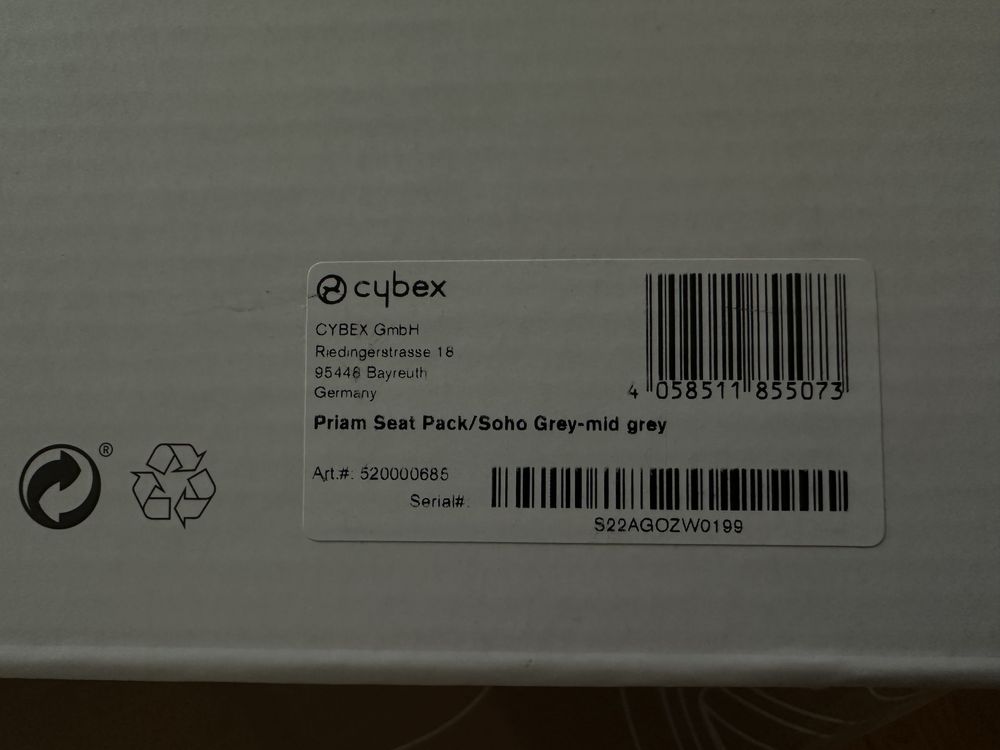 cybex
CYBEX GmbH
Riedingerstrasse 18
95448 Bayreuth
Germany
4 058511 855073
Priam Seat Pack/Soho Grey-mid grey
Art.#: 520000685
Serial#:
S22AGOZW0199
®